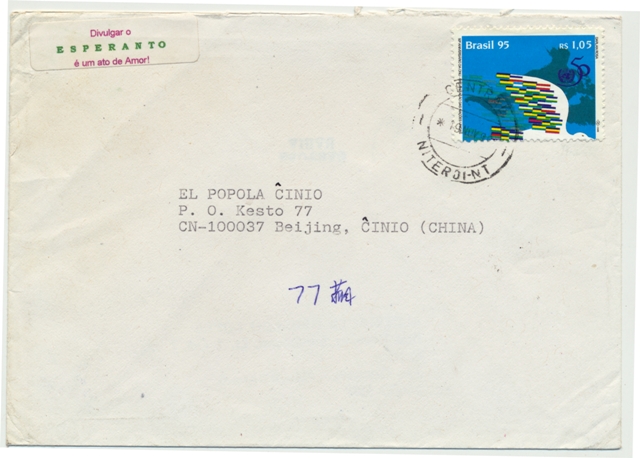 Divulgar o
ESPERANTO
é um ato de Amor!
Brasil 95 R$ 1,05
50
NITEROI-NT
EL POPOLA ĈINIO
P. O. Kesto 77
CN-100037 Beijing, ĈINIO (CHINA)
77